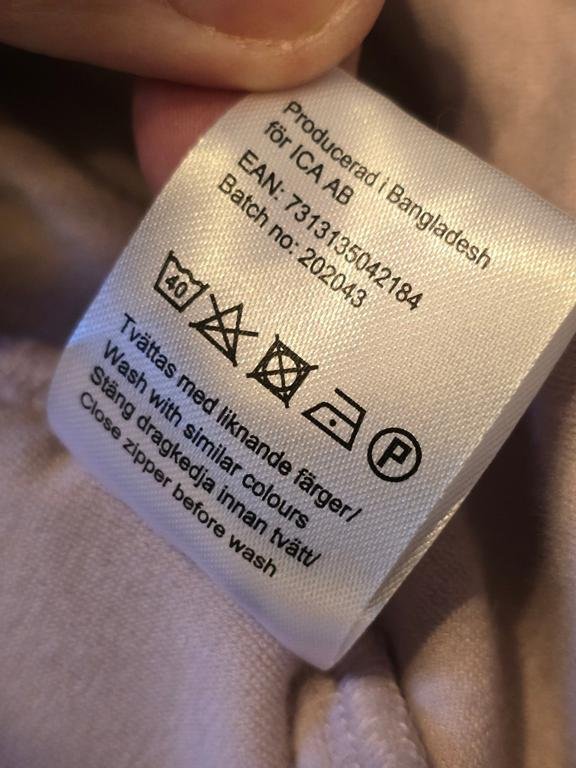 Producerad i Bangladesh
för ICA AB
EAN: 7313135042184
Batch no: 202043
40
P
Tvättas med liknande färger/
Wash with similar colours
Stäng dragkedja innan tvätt/
Close zipper before wash